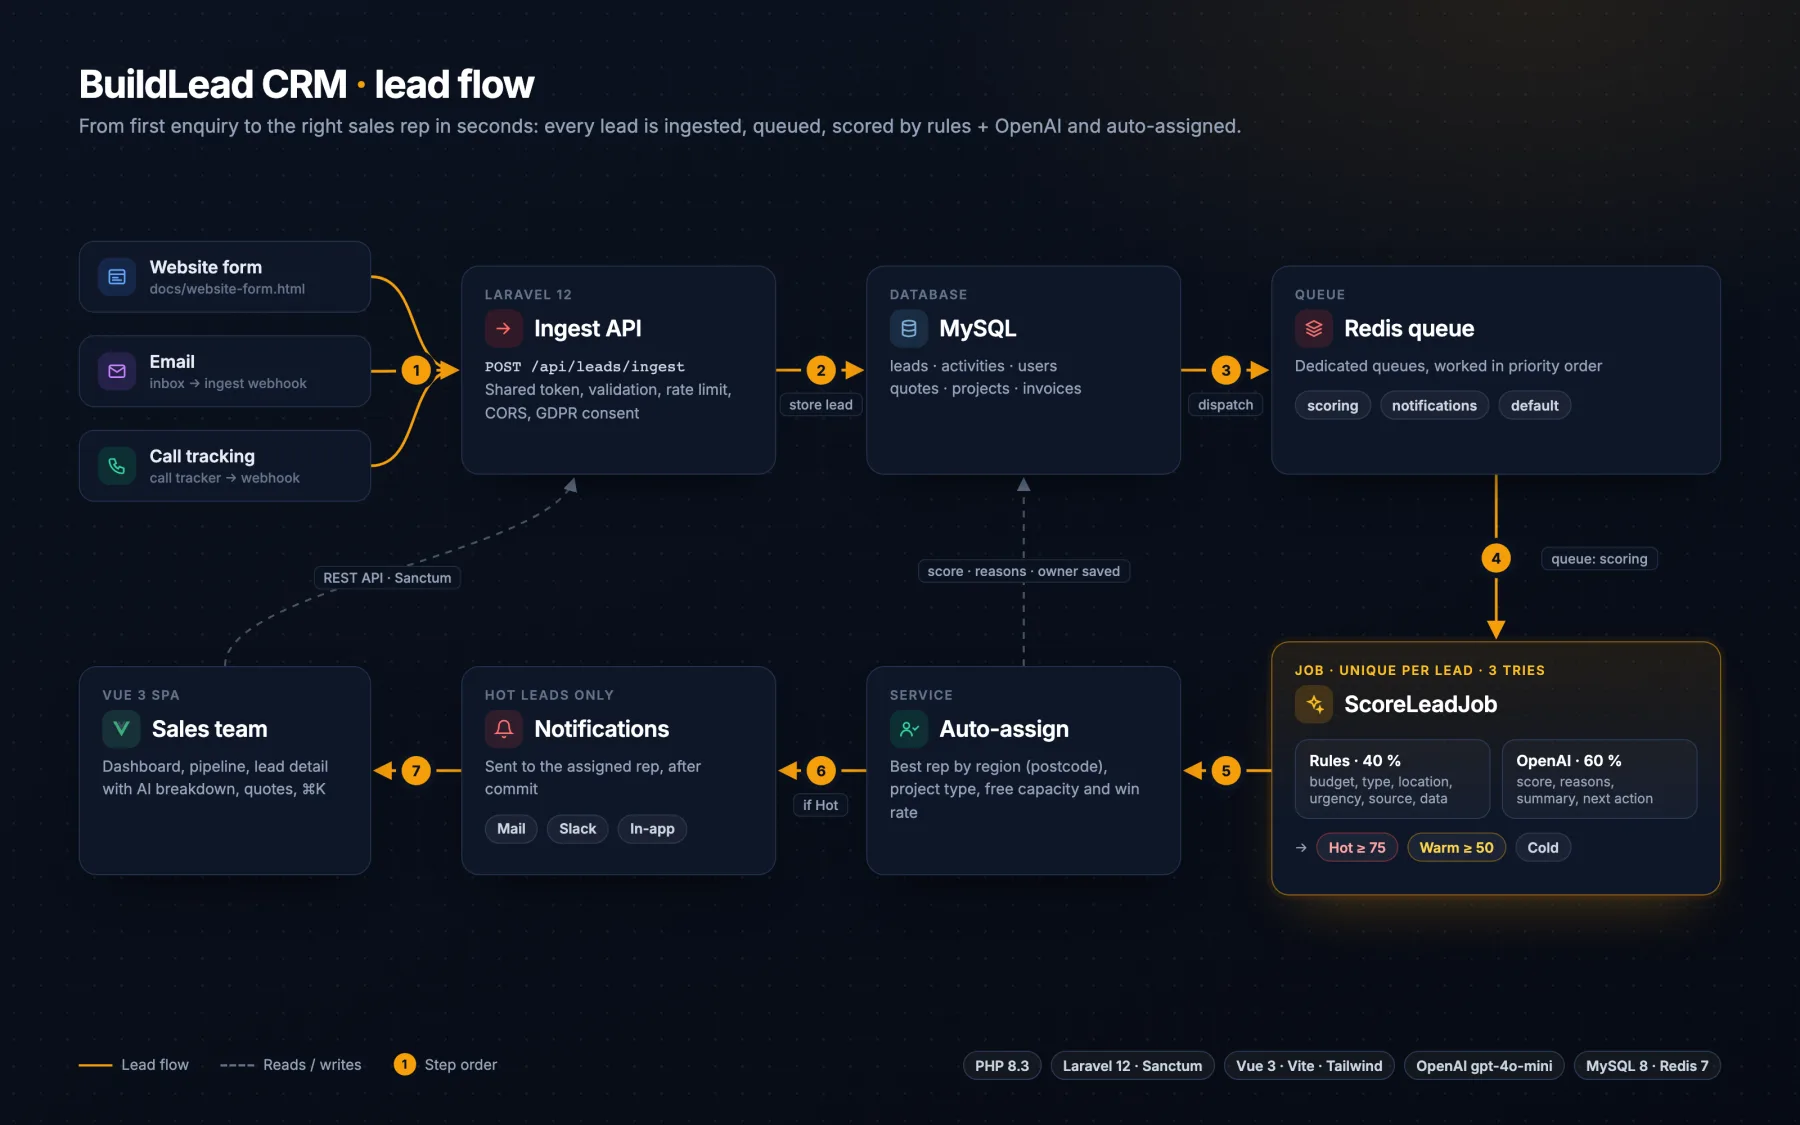 BuildLead CRM · lead flow
From first enquiry to the right sales rep in seconds: every lead is ingested, queued, scored by rules + OpenAI and auto-assigned.
Website form
docs/website-form.html
Email
inbox → ingest webhook
Call tracking
call tracker → webhook
1
LARAVEL 12
Ingest API
POST /api/leads/ingest
Shared token, validation, rate limit,
CORS, GDPR consent
2
store lead
DATABASE
MySQL
leads · activities · users
quotes · projects · invoices
3
dispatch
QUEUE
Redis queue
Dedicated queues, worked in priority order
scoring
notifications
default
REST API · Sanctum
score · reasons · owner saved
4
queue: scoring
VUE 3 SPA
Sales team
Dashboard, pipeline, lead detail
with AI breakdown, quotes, ⌘K
7
HOT LEADS ONLY
Notifications
Sent to the assigned rep, after
commit
Mail
Slack
In-app
6
if Hot
SERVICE
Auto-assign
Best rep by region (postcode),
project type, free capacity and win
rate
5
JOB · UNIQUE PER LEAD · 3 TRIES
ScoreLeadJob
Rules · 40 %
budget, type, location,
urgency, source, data
OpenAI · 60 %
score, reasons,
summary, next action
→ Hot ≥ 75
Warm ≥ 50
Cold
Lead flow
Reads / writes
1 Step order
PHP 8.3
Laravel 12 · Sanctum
Vue 3 · Vite · Tailwind
OpenAI gpt-4o-mini
MySQL 8 · Redis 7